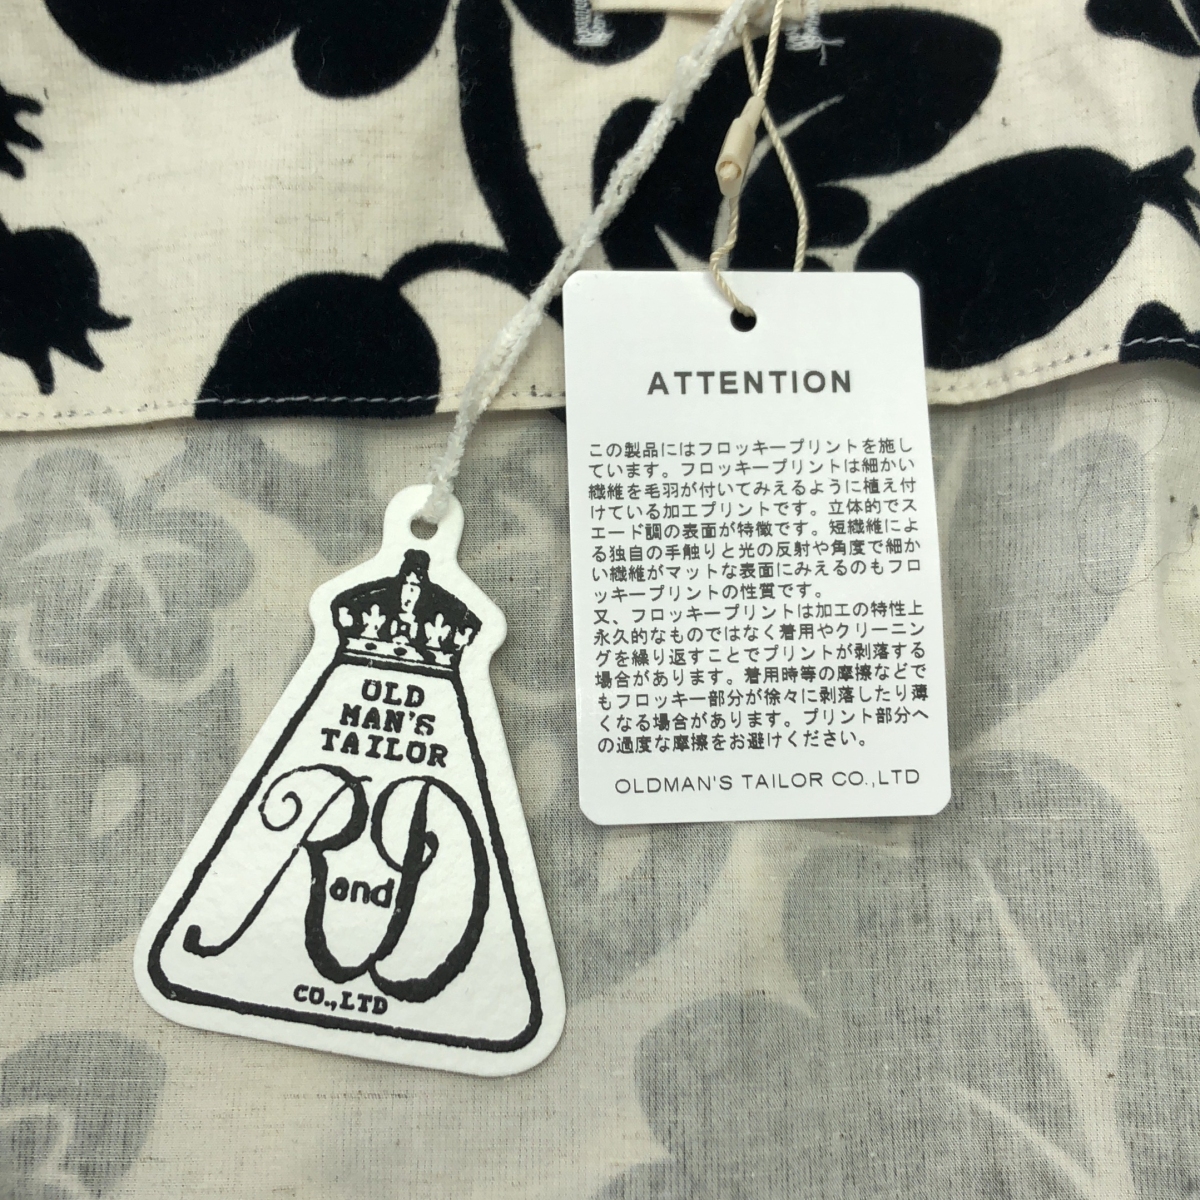 ATTENTION
この製品にはフロッキープリントを施し
ています。フロッキープリントは細かい
繊維を毛羽が付いてみえるように植え付
けている加工プリントです。立体的でス
エード調の表面が特徴です。短繊維によ
る独自の手触りと光の反射や角度で細か
い繊維がマットな表面にみえるのもフロ
ッキープリントの性質です。
又、フロッキープリントは加工の特性上
永久的なものではなく着用やクリーニン
グを繰り返すことでプリントが剥落する
場合があります。着用時等の摩擦などで
もフロッキー部分が徐々に剥落したり薄
くなる場合があります。プリント部分へ
の過度な摩擦をお避けください。
OLDMAN'S TAILOR CO.,LTD
OLD
MAN'S
TAILOR
R and D
CO.,LTD